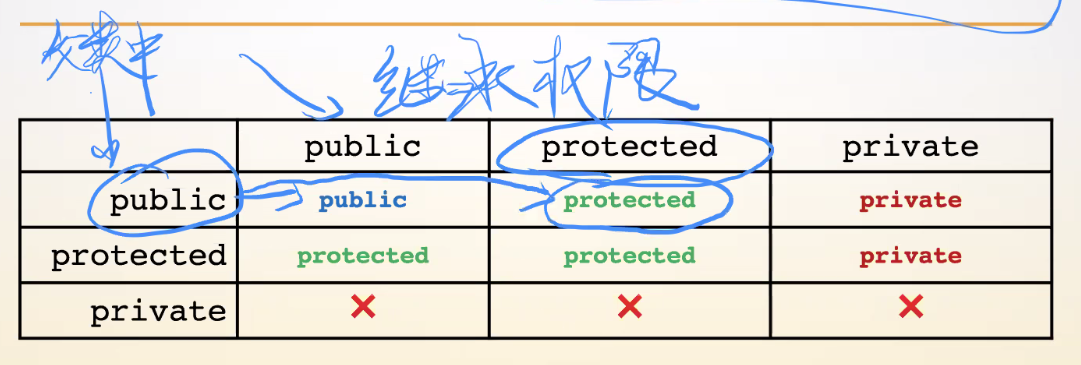 父类中
继承权限
public protected private
public public protected private
protected protected protected private
private ❌ ❌ ❌